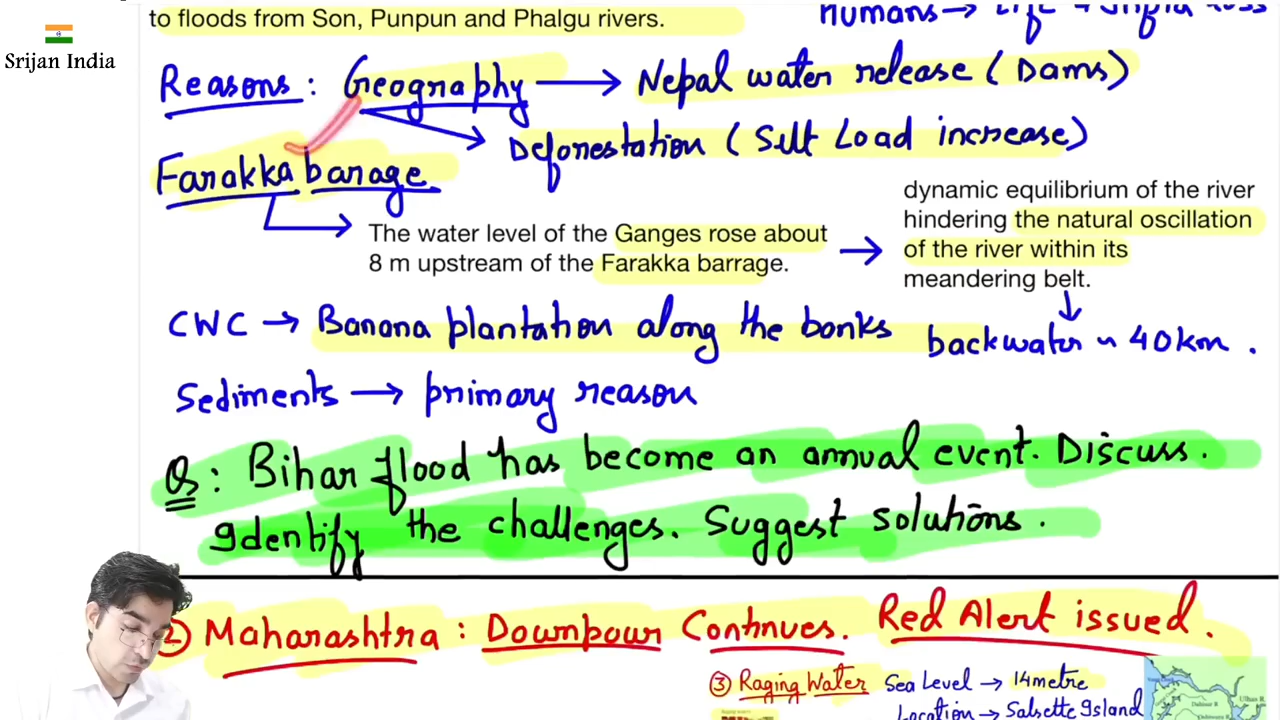 to floods from Son, Punpun and Phalgu rivers.
Humans → Life +
Srijan India
Reasons : Geography → Nepal water release (Dams)
Deforestation ( Silt Load increase)
Farakka barage
The water level of the Ganges rose about
8 m upstream of the Farakka barrage.
→ dynamic equilibrium of the river
hindering the natural oscillation
of the river within its
meandering belt.
CWC → Banana plantation along the banks
backwater ~ 40km .
Sediments → primary reason
Q : Bihar flood has become an annual event. Discuss.
Identify the challenges. Suggest solutions .
2) Maharashtra : Downpour Continues. Red Alert issued .
③ Raging Water Sea Level → 14metre
Location → Salsette Island
Ulhas R.